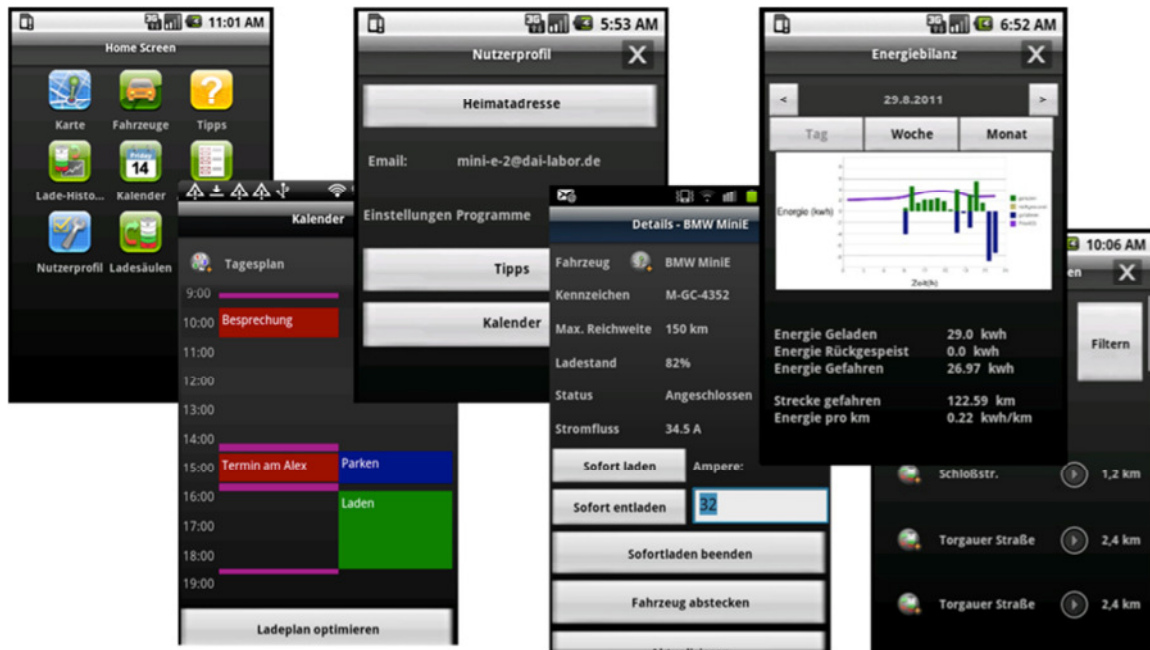 11:01 AM
Home Screen
Karte Fahrzeuge Tipps
Lade-Histo... Kalender
Friday
14
Nutzerprofil Ladesäulen
Kalender
Tagesplan
9:00
10:00 Besprechung
11:00
12:00
13:00
14:00
15:00 Termin am Alex Parken
16:00 Laden
17:00
18:00
19:00
Ladeplan optimieren
3G
5:53 AM
Nutzerprofil X
Heimatadresse
Email: mini-e-2@dai-labor.de
Einstellungen Programme
Tipps
Kalender
Details - BMW MiniE
Fahrzeug BMW MiniE
Kennzeichen M-GC-4352
Max. Reichweite 150 km
Ladestand 82%
Status Angeschlossen
Stromfluss 34.5 A
Sofort laden Ampere:
Sofort entladen 32
Sofortladen beenden
Fahrzeug abstecken
3G
6:52 AM
Energiebilanz X
< 29.8.2011 >
Tag Woche Monat
Energie (kwh)
Zeit(h)
Energie Geladen 29.0 kwh
Energie Rückgespeist 0.0 kwh
Energie Gefahren 26.97 kwh
Strecke gefahren 122.59 km
Energie pro km 0.22 kwh/km
10:06 AM
en X
Filtern
Schloßstr. 1,2 km
Torgauer Straße 2,4 km
Torgauer Straße 2,4 km